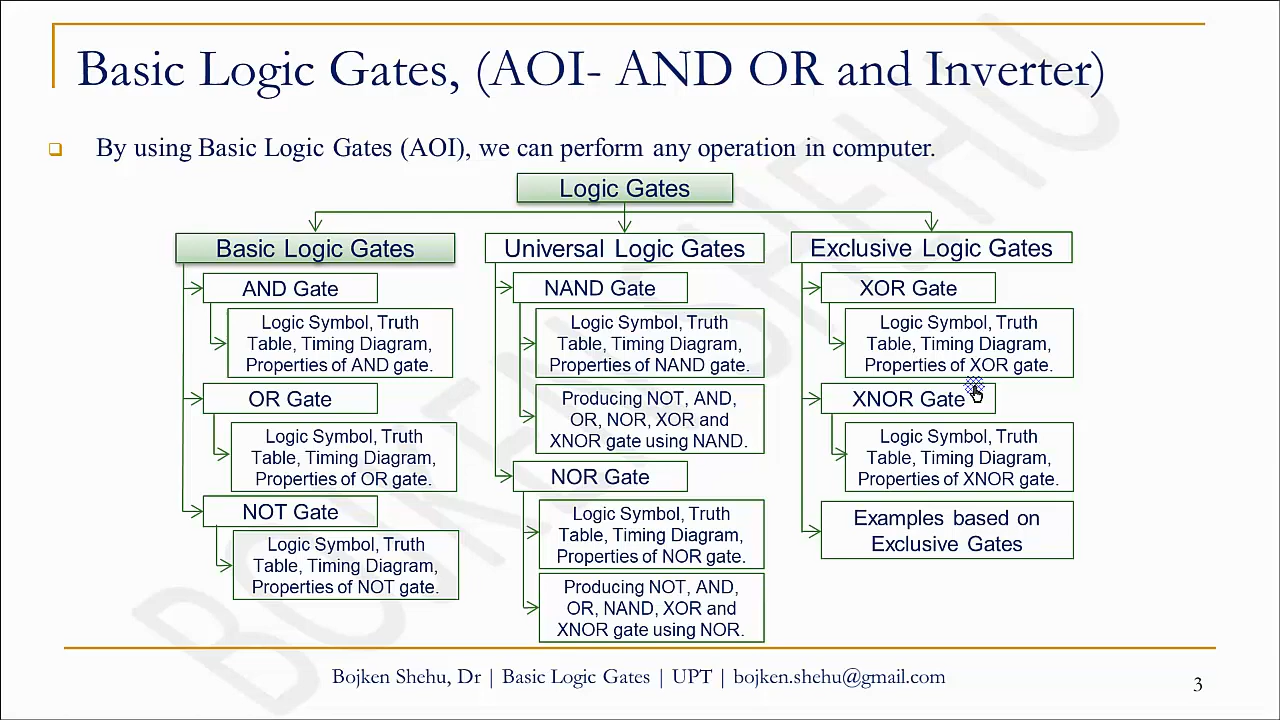 Basic Logic Gates, (AOI- AND OR and Inverter)
By using Basic Logic Gates (AOI), we can perform any operation in computer.
Logic Gates
Basic Logic Gates
AND Gate
Logic Symbol, Truth
Table, Timing Diagram,
Properties of AND gate.
OR Gate
Logic Symbol, Truth
Table, Timing Diagram,
Properties of OR gate.
NOT Gate
Logic Symbol, Truth
Table, Timing Diagram,
Properties of NOT gate.
Universal Logic Gates
NAND Gate
Logic Symbol, Truth
Table, Timing Diagram,
Properties of NAND gate.
Producing NOT, AND,
OR, NOR, XOR and
XNOR gate using NAND.
NOR Gate
Logic Symbol, Truth
Table, Timing Diagram,
Properties of NOR gate.
Producing NOT, AND,
OR, NAND, XOR and
XNOR gate using NOR.
Exclusive Logic Gates
XOR Gate
Logic Symbol, Truth
Table, Timing Diagram,
Properties of XOR gate.
XNOR Gate
Logic Symbol, Truth
Table, Timing Diagram,
Properties of XNOR gate.
Examples based on
Exclusive Gates
BOJKEN SHEHU
Bojken Shehu, Dr | Basic Logic Gates | UPT | bojken.shehu@gmail.com
3